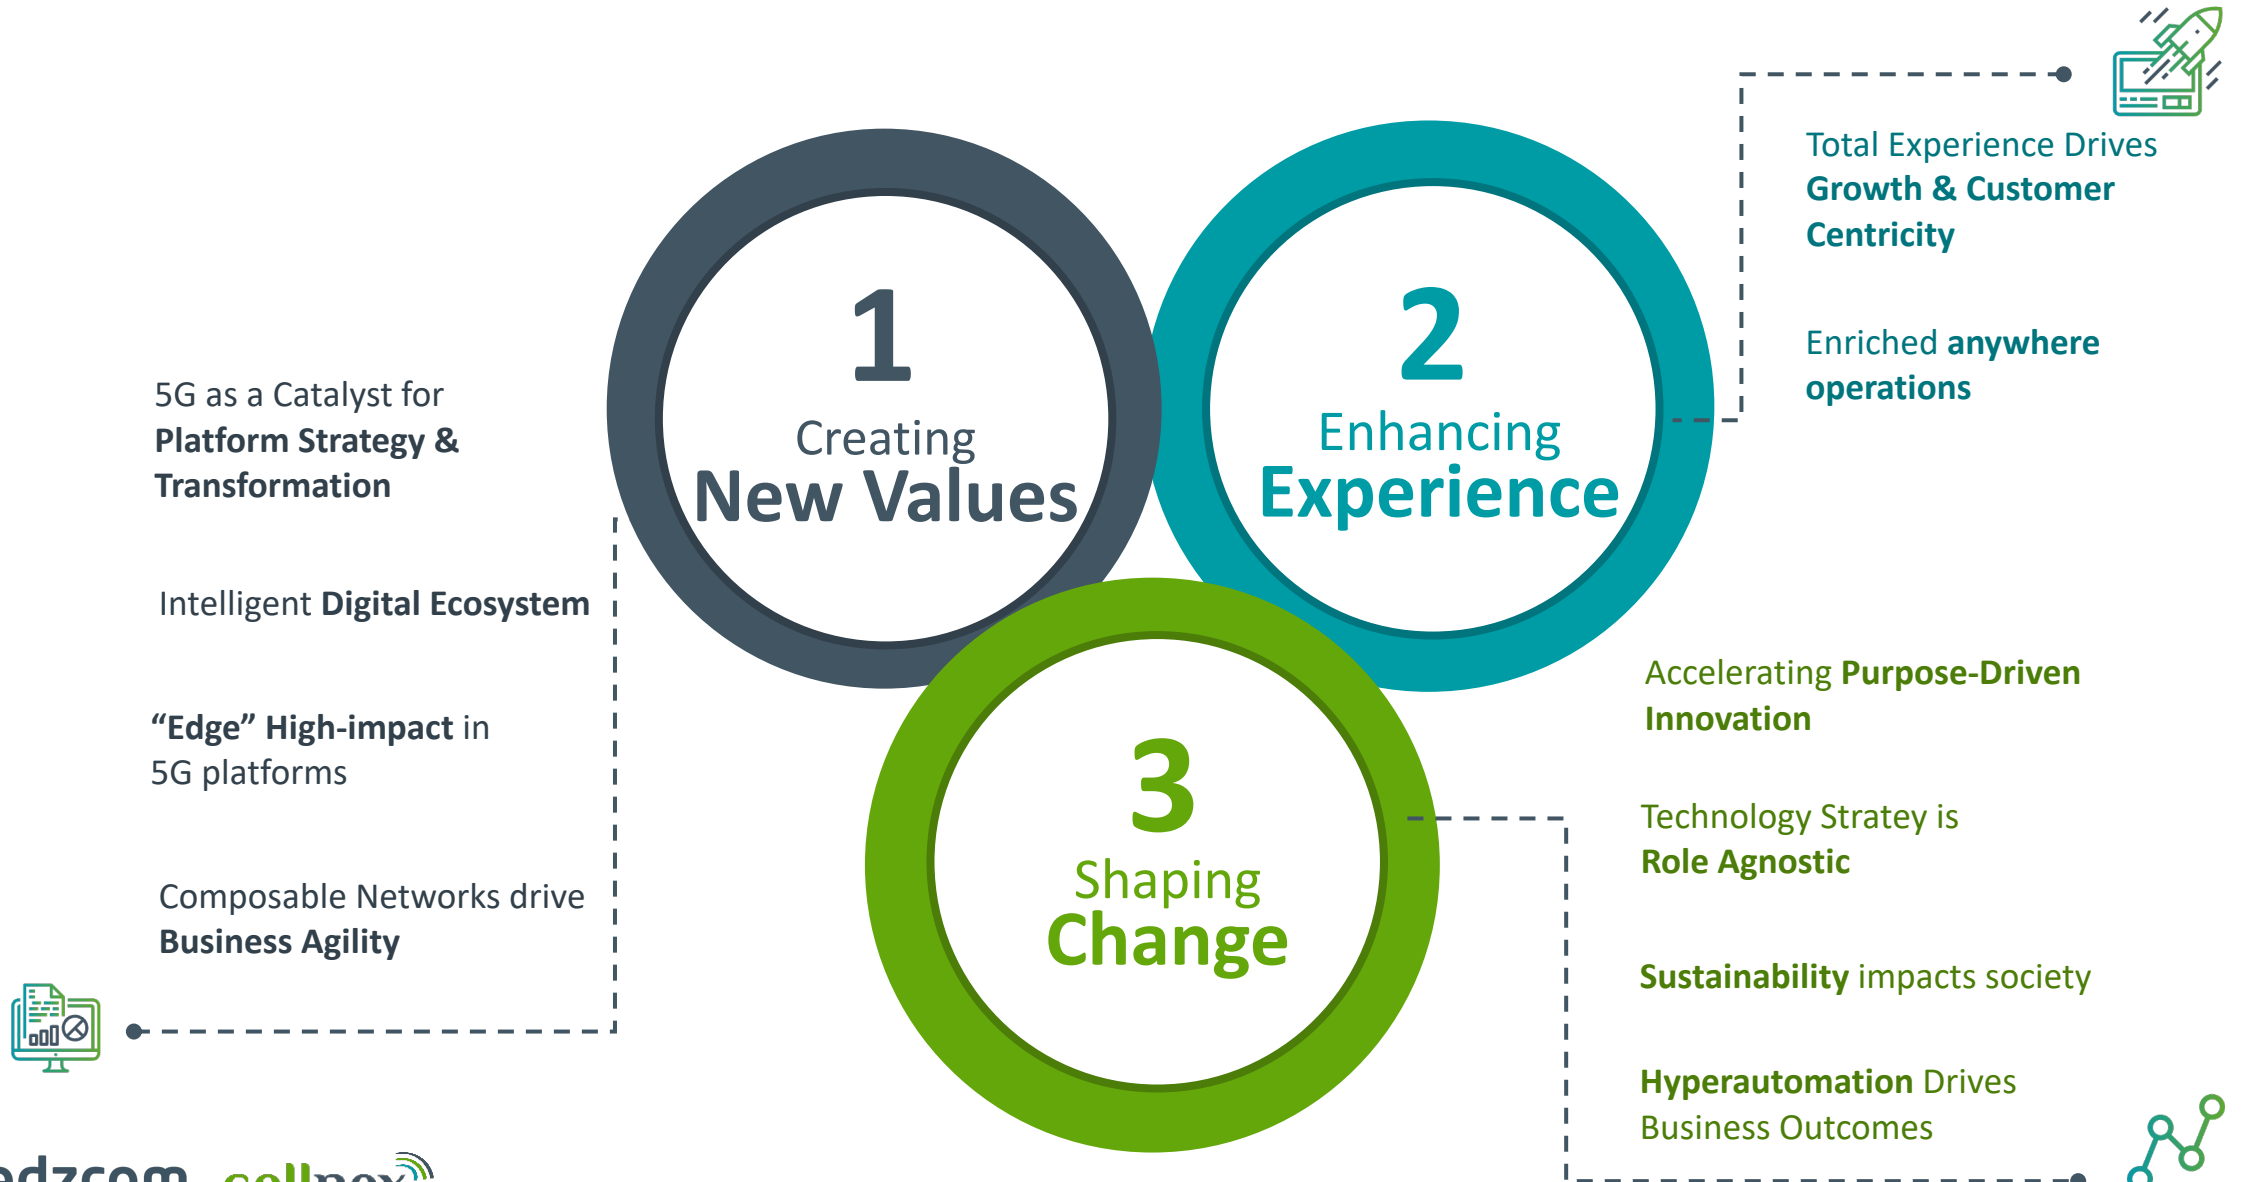 1
Creating
New Values
5G as a Catalyst for
Platform Strategy &
Transformation
Intelligent Digital Ecosystem
“Edge” High-impact in
5G platforms
Composable Networks drive
Business Agility
2
Enhancing
Experience
Total Experience Drives
Growth & Customer
Centricity
Enriched anywhere
operations
3
Shaping
Change
Accelerating Purpose-Driven
Innovation
Technology Stratey is
Role Agnostic
Sustainability impacts society
Hyperautomation Drives
Business Outcomes
cellnex